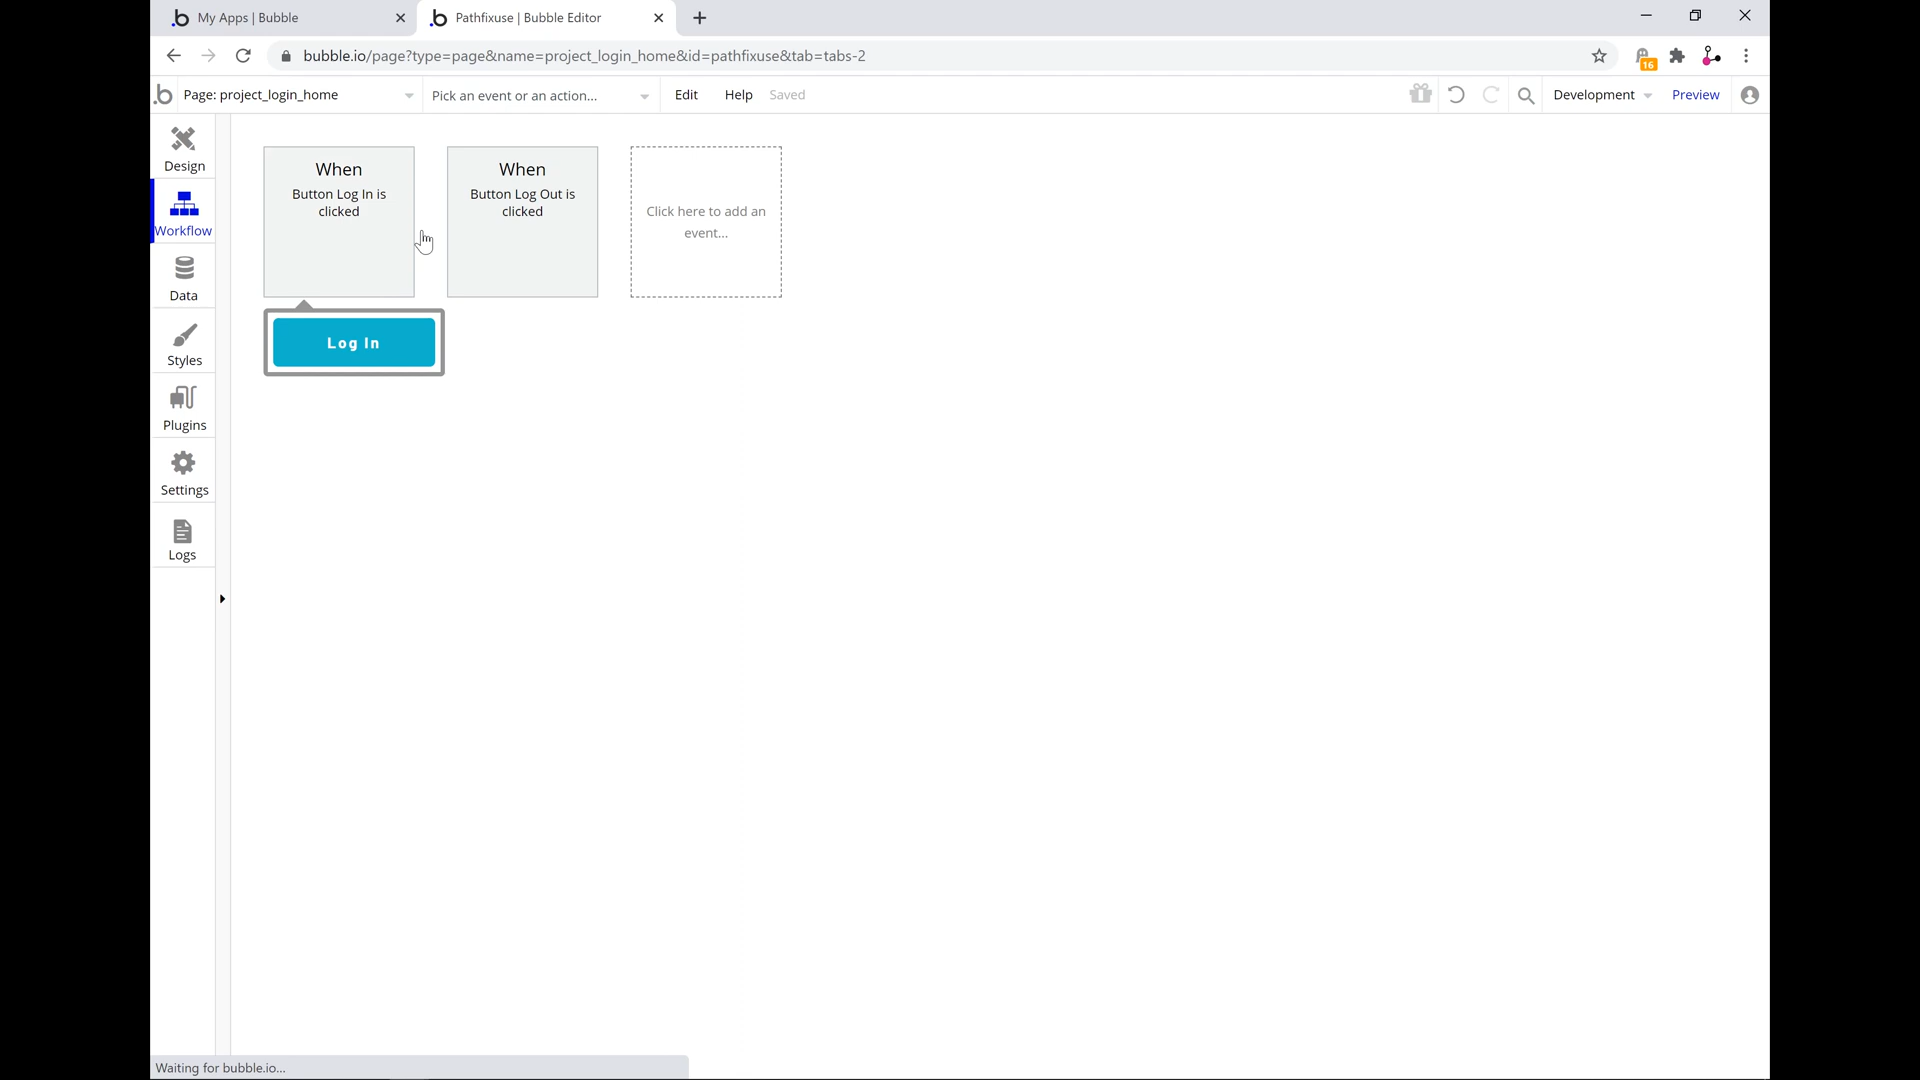 My Apps | Bubble
Pathfixuse | Bubble Editor
bubble.io/page?type=page&name=project_login_home&id=pathfixuse&tab=tabs-2
16
Page: project_login_home
Pick an event or an action...
Edit
Help
Saved
Development
Preview
Design
Workflow
Data
Styles
Plugins
Settings
Logs
When
Button Log In is
clicked
When
Button Log Out is
clicked
Click here to add an
event...
Log In
Waiting for bubble.io...